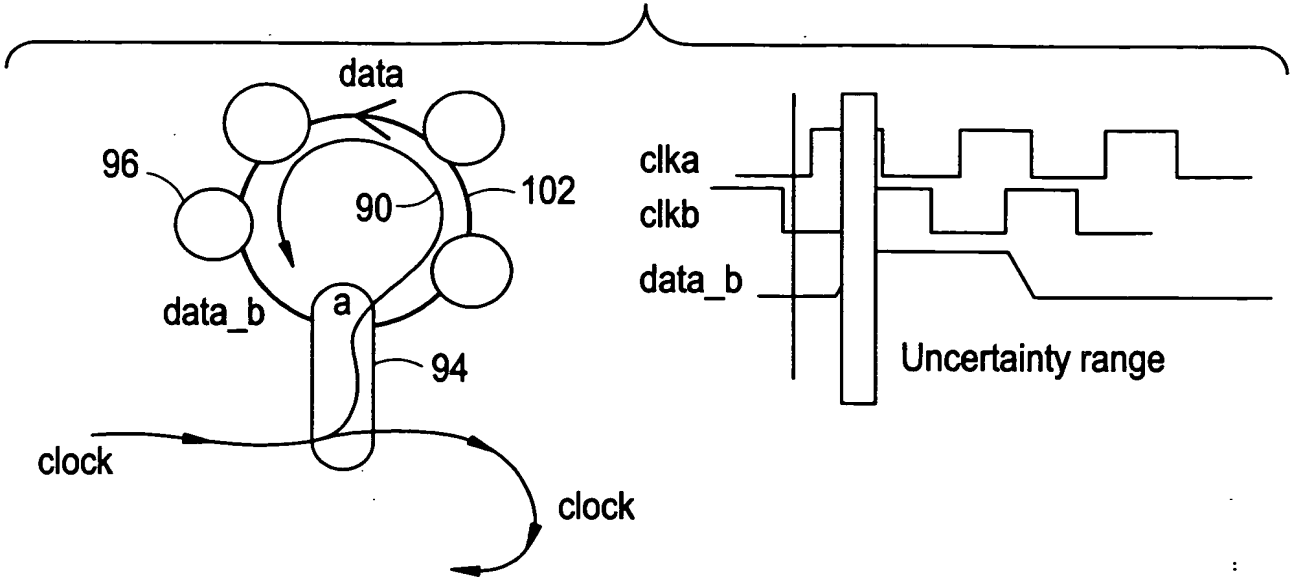 data
96
90
102
data_b
a
94
clock
clock
clka
clkb
data_b
Uncertainty range